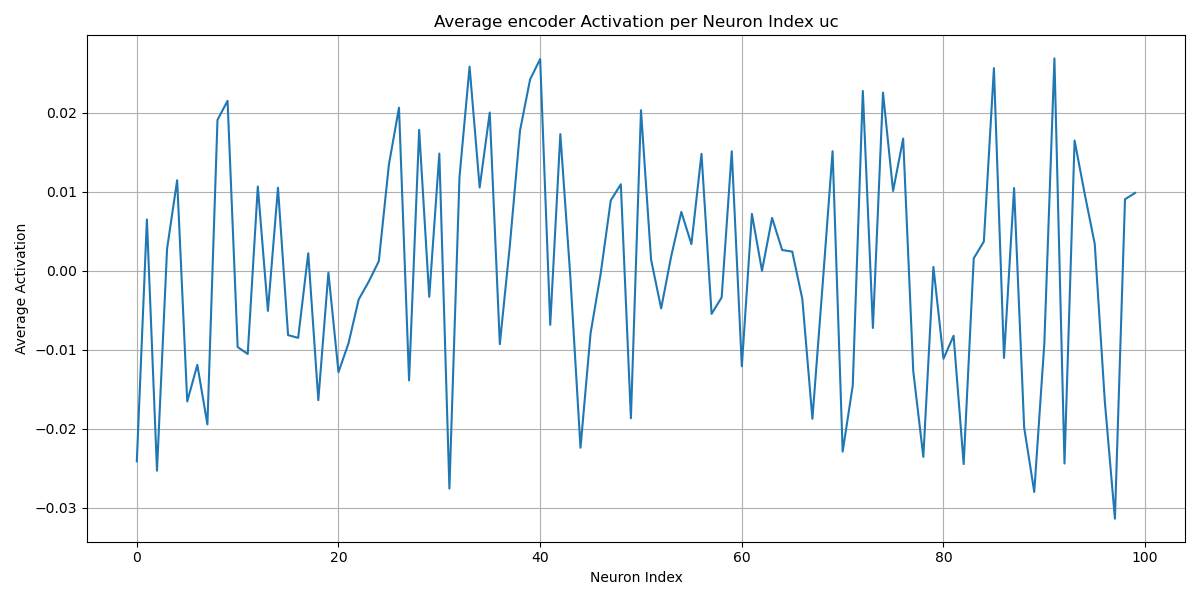 Average encoder Activation per Neuron Index uc
0.02
0.01
0.00
−0.01
−0.02
−0.03
Average Activation
0 20 40 60 80 100
Neuron Index